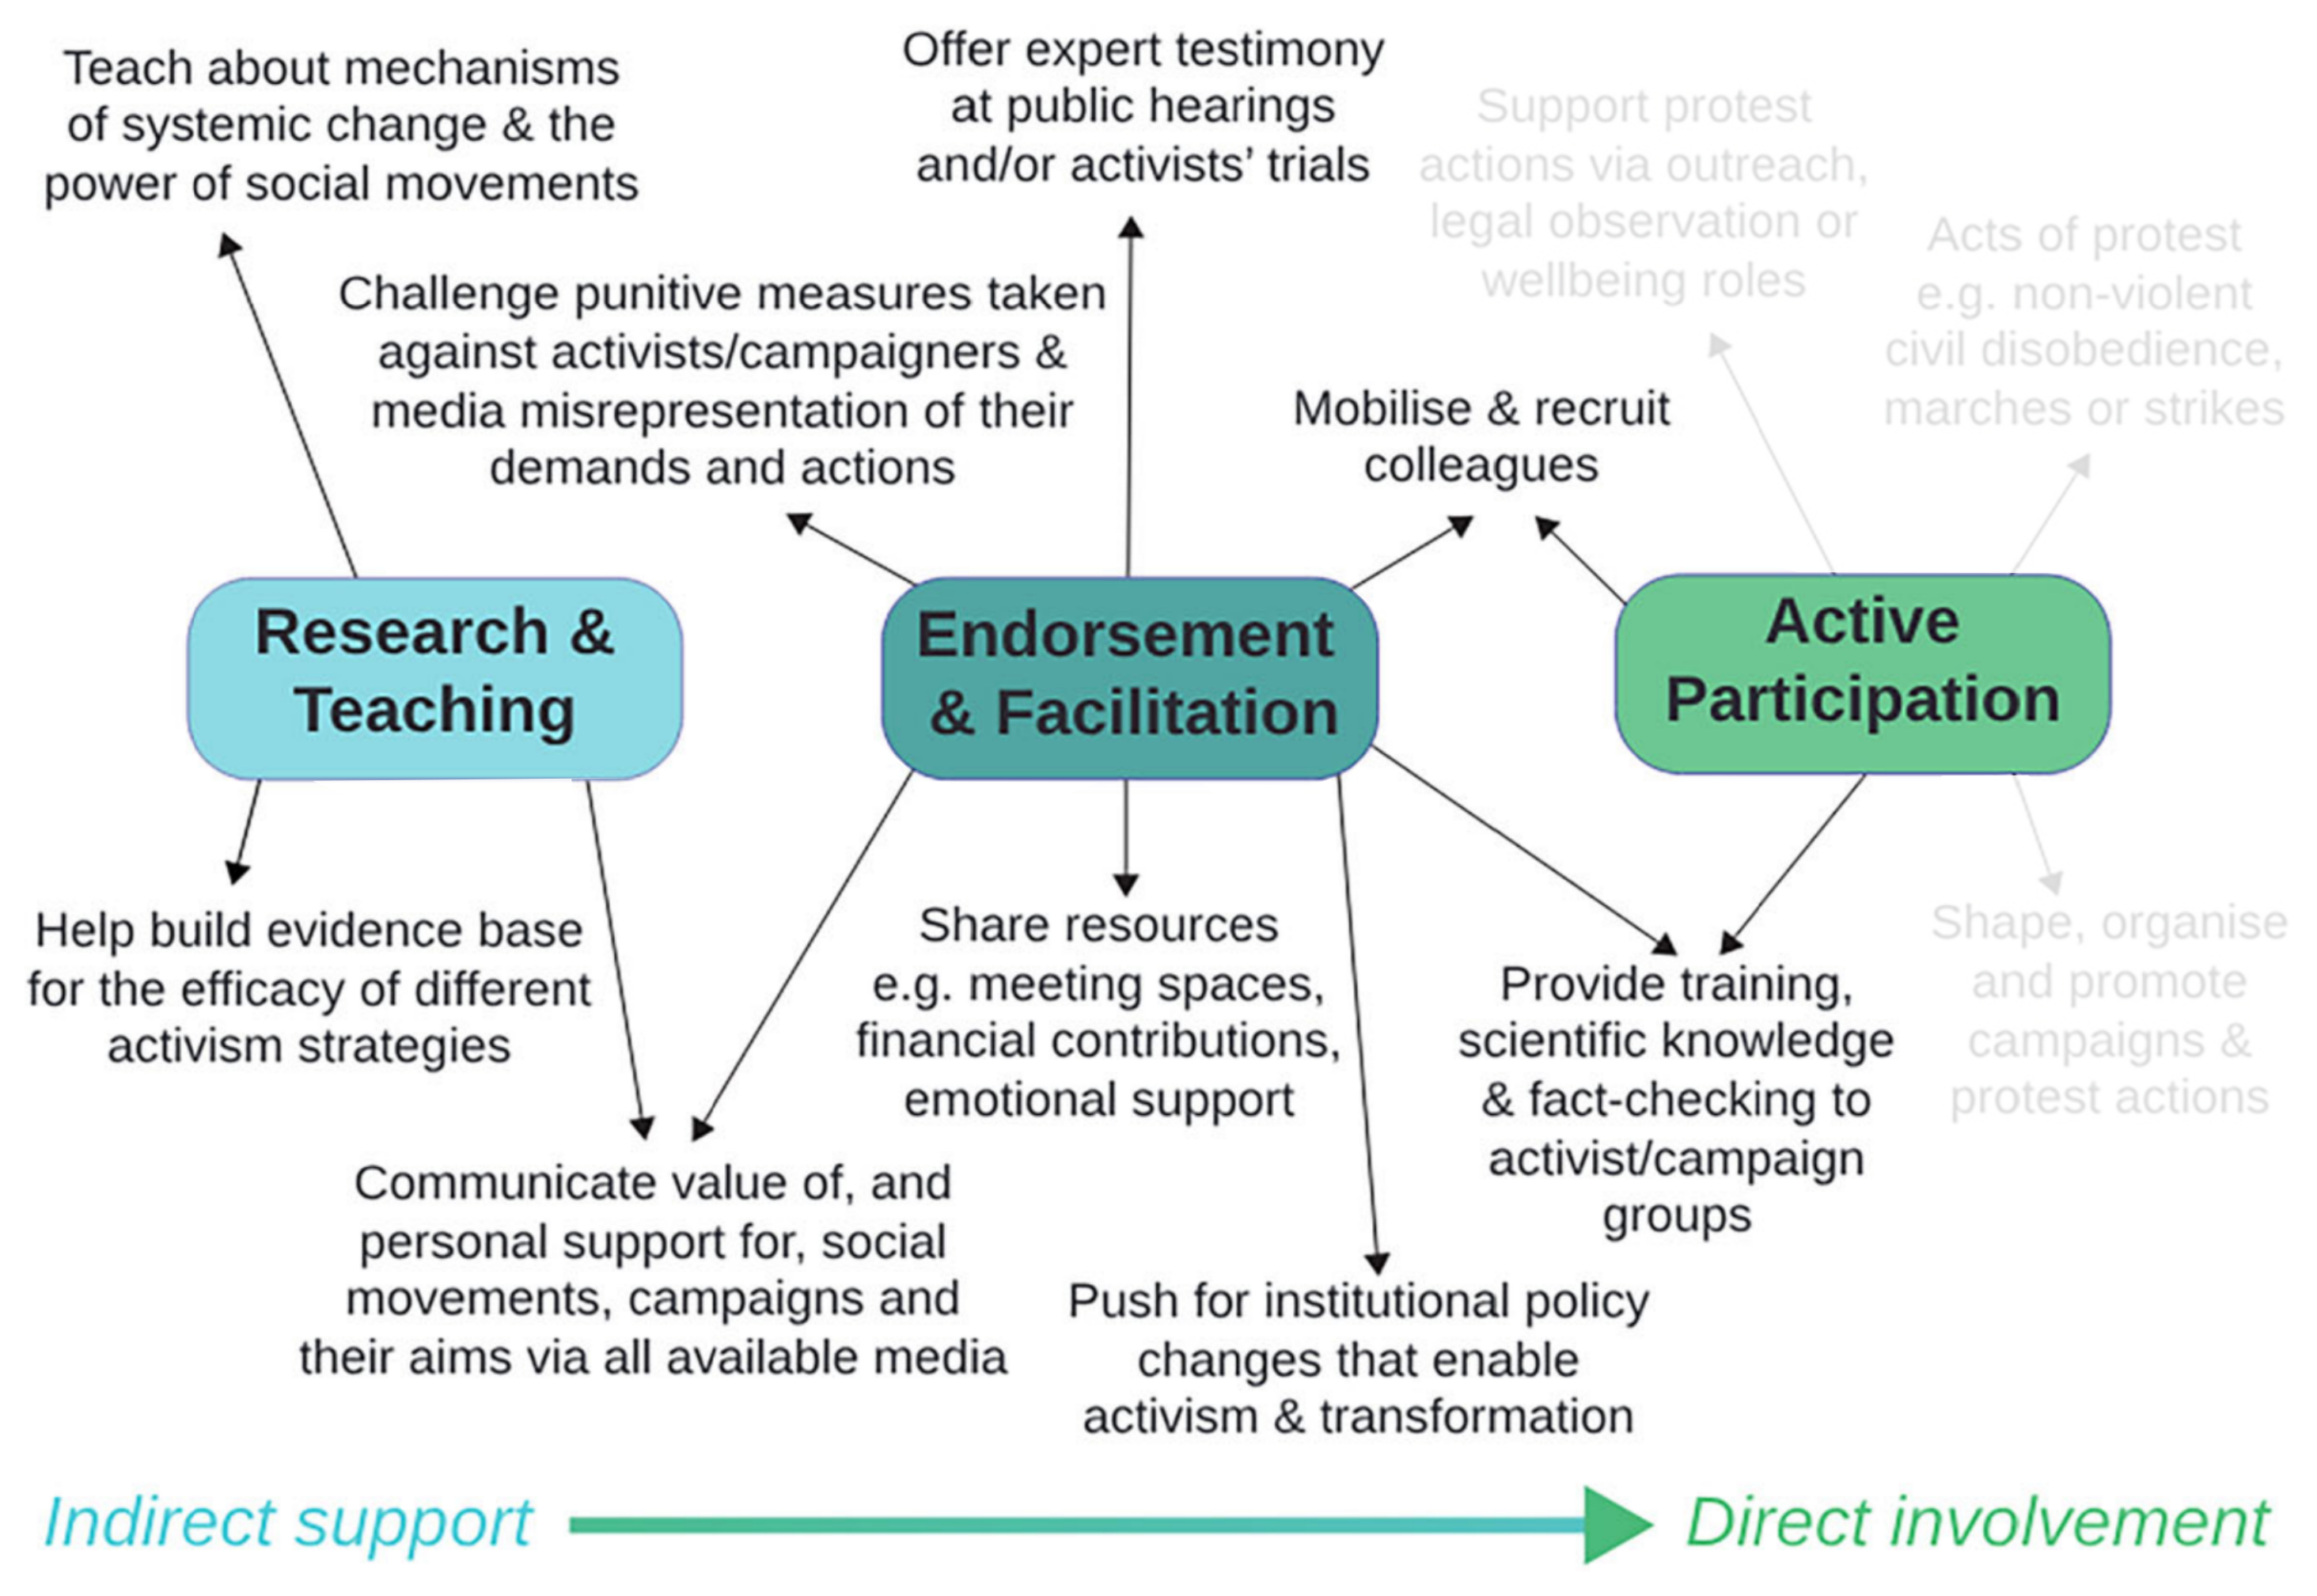 Teach about mechanisms
of systemic change & the
power of social movements
Offer expert testimony
at public hearings
and/or activists’ trials
Support protest
actions via outreach,
legal observation or
wellbeing roles
Acts of protest
e.g. non-violent
civil disobedience,
marches or strikes
Challenge punitive measures taken
against activists/campaigners &
media misrepresentation of their
demands and actions
Mobilise & recruit
colleagues
Research &
Teaching
Endorsement
& Facilitation
Active
Participation
Help build evidence base
for the efficacy of different
activism strategies
Share resources
e.g. meeting spaces,
financial contributions,
emotional support
Provide training,
scientific knowledge
& fact-checking to
activist/campaign
groups
Shape, organise
and promote
campaigns &
protest actions
Communicate value of, and
personal support for, social
movements, campaigns and
their aims via all available media
Push for institutional policy
changes that enable
activism & transformation
Indirect support
Direct involvement